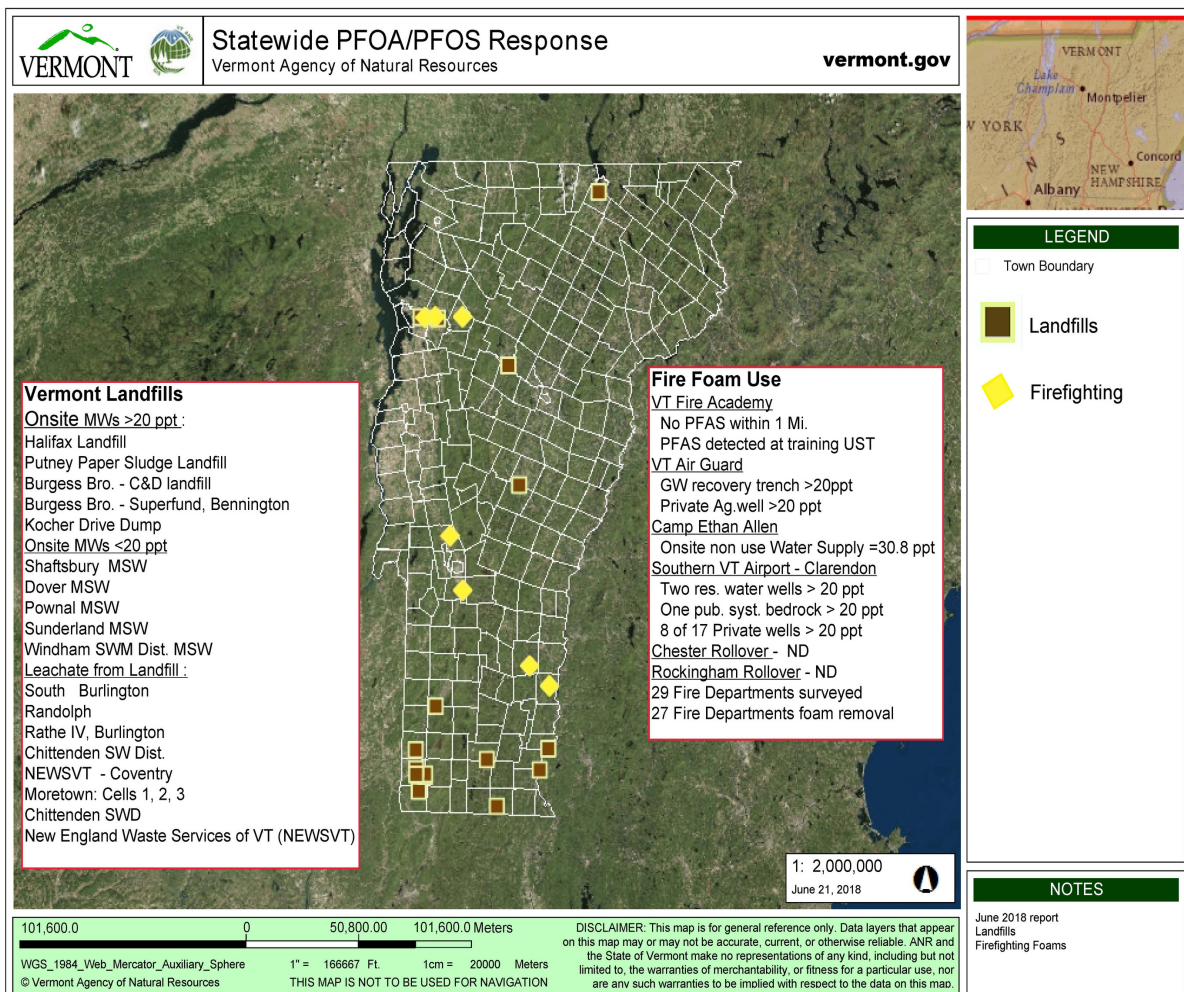 VERMONT
VT ANR
Statewide PFOA/PFOS Response
Vermont Agency of Natural Resources
vermont.gov
VERMONT
Lake
Champlain
Montpelier
W YORK
Concord
NEW
HAMPSHIRE
Albany
LEGEND
Town Boundary
Landfills
Firefighting
Vermont Landfills
Onsite MWs >20 ppt :
Halifax Landfill
Putney Paper Sludge Landfill
Burgess Bro. - C&D landfill
Burgess Bro. - Superfund, Bennington
Kocher Drive Dump
Onsite MWs <20 ppt
Shaftsbury MSW
Dover MSW
Pownal MSW
Sunderland MSW
Windham SWM Dist. MSW
Leachate from Landfill :
South Burlington
Randolph
Rathe IV, Burlington
Chittenden SW Dist.
NEWSVT - Coventry
Moretown: Cells 1, 2, 3
Chittenden SWD
New England Waste Services of VT (NEWSVT)
Fire Foam Use
VT Fire Academy
No PFAS within 1 Mi.
PFAS detected at training UST
VT Air Guard
GW recovery trench >20ppt
Private Ag.well >20 ppt
Camp Ethan Allen
Onsite non use Water Supply =30.8 ppt
Southern VT Airport - Clarendon
Two res. water wells > 20 ppt
One pub. syst. bedrock > 20 ppt
8 of 17 Private wells > 20 ppt
Chester Rollover - ND
Rockingham Rollover - ND
29 Fire Departments surveyed
27 Fire Departments foam removal
1: 2,000,000
June 21, 2018
NOTES
June 2018 report
Landfills
Firefighting Foams
101,600.0 0 50,800.00 101,600.0 Meters
WGS_1984_Web_Mercator_Auxiliary_Sphere 1" = 166667 Ft. 1cm = 20000 Meters
© Vermont Agency of Natural Resources THIS MAP IS NOT TO BE USED FOR NAVIGATION
DISCLAIMER: This map is for general reference only. Data layers that appear
on this map may or may not be accurate, current, or otherwise reliable. ANR and
the State of Vermont make no representations of any kind, including but not
limited to, the warranties of merchantability, or fitness for a particular use, nor
are any such warranties to be implied with respect to the data on this map.